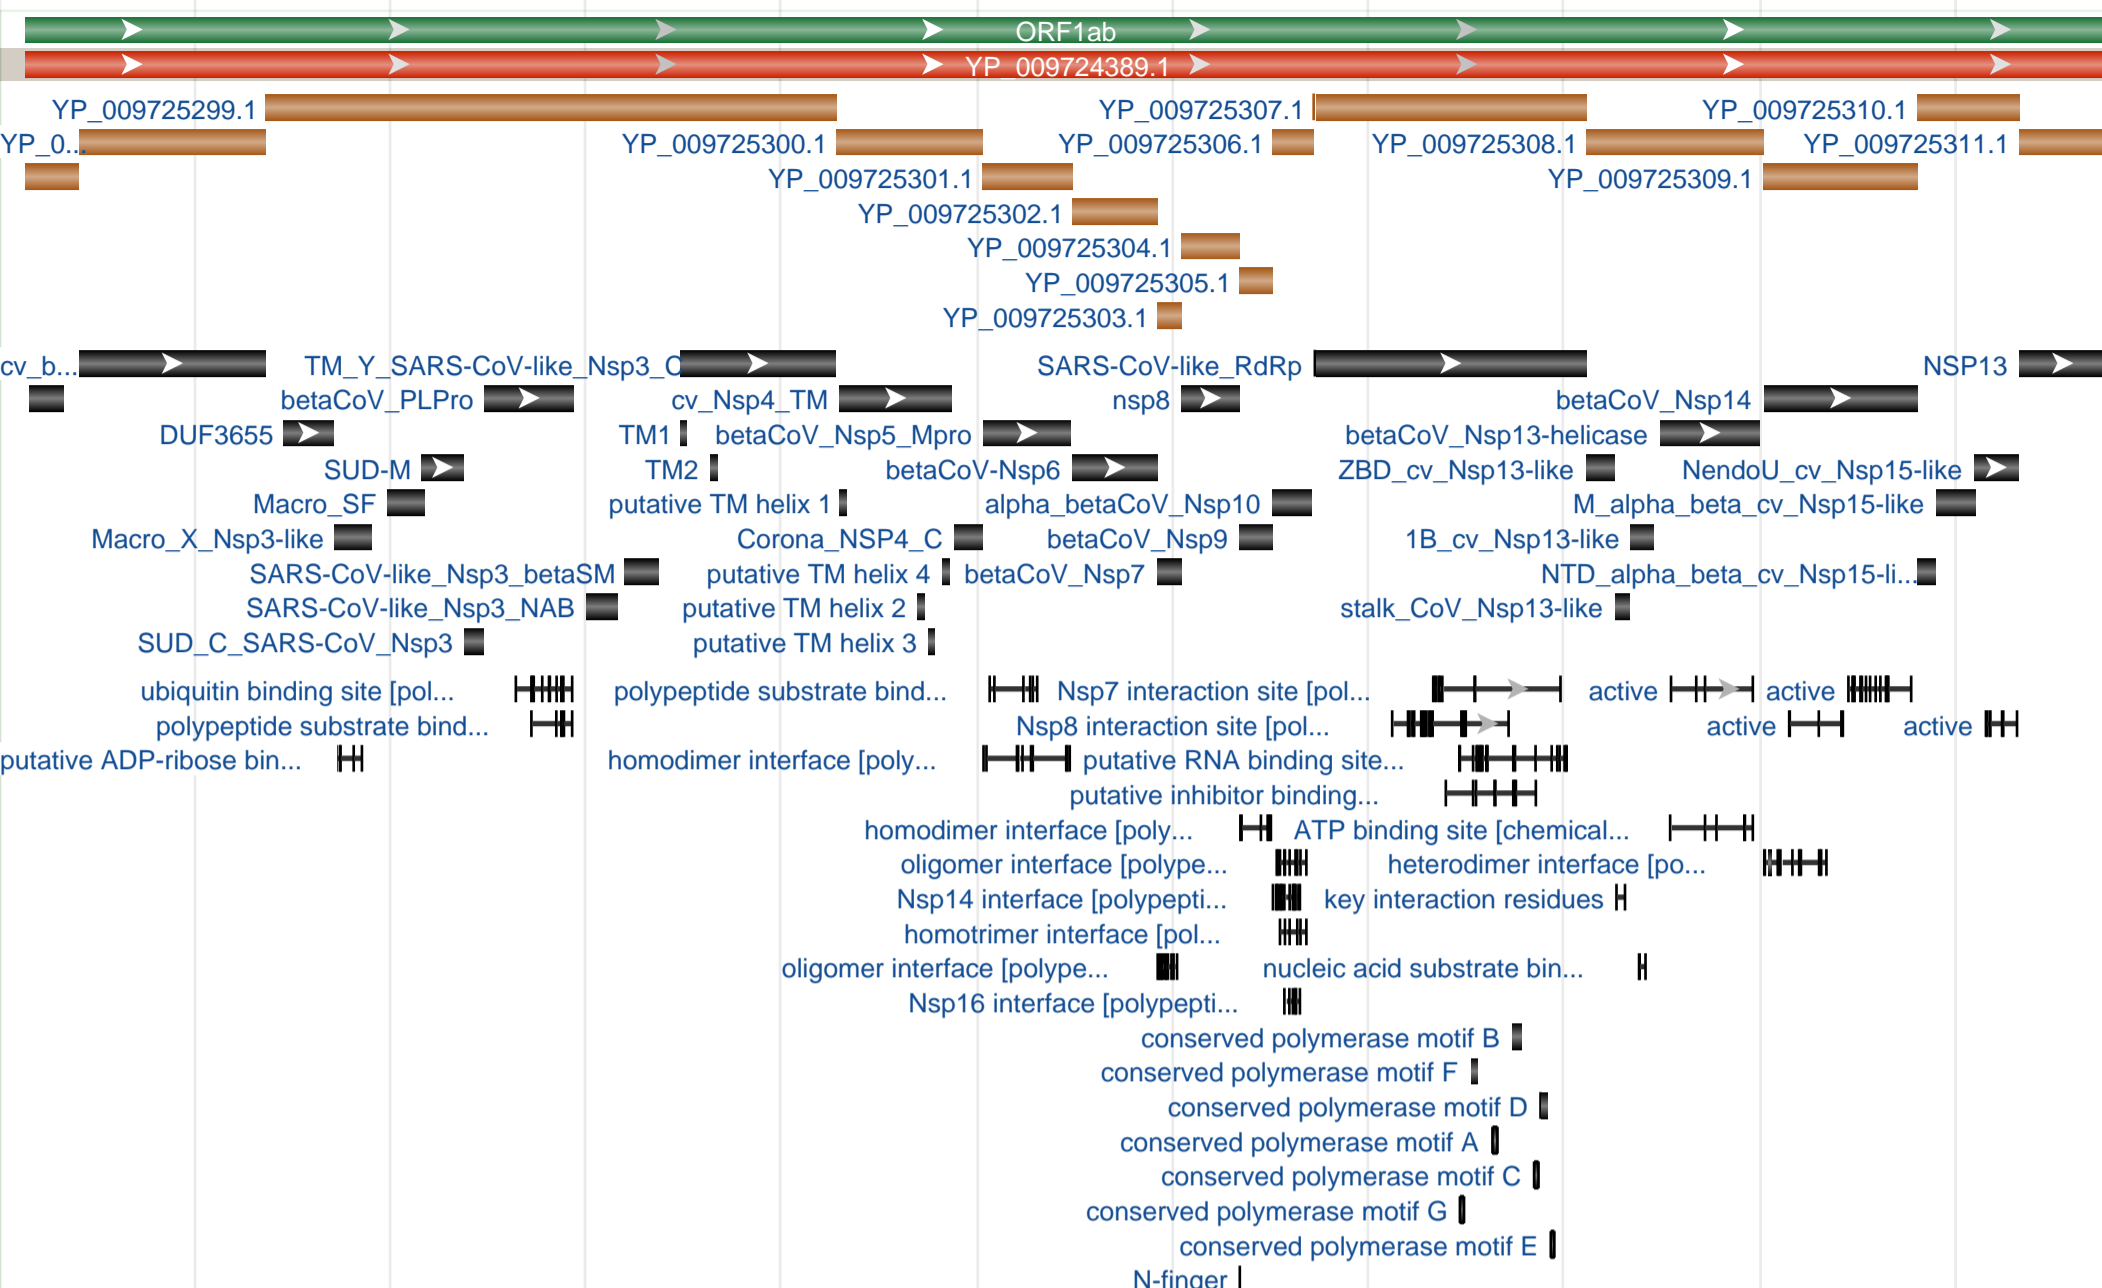 ORF1ab
YP_009724389.1
YP_009725299.1
YP_009725307.1
YP_009725310.1
YP_0...
YP_009725300.1
YP_009725306.1
YP_009725308.1
YP_009725311.1
YP_009725301.1
YP_009725309.1
YP_009725302.1
YP_009725304.1
YP_009725305.1
YP_009725303.1
cv_b...
TM_Y_SARS-CoV-like_Nsp3_C
SARS-CoV-like_RdRp
NSP13
betaCoV_PLPro
cv_Nsp4_TM
nsp8
betaCoV_Nsp14
DUF3655
TM1
betaCoV_Nsp5_Mpro
betaCoV_Nsp13-helicase
SUD-M
TM2
betaCoV-Nsp6
ZBD_cv_Nsp13-like
NendoU_cv_Nsp15-like
Macro_SF
putative TM helix 1
alpha_betaCoV_Nsp10
M_alpha_beta_cv_Nsp15-like
Macro_X_Nsp3-like
Corona_NSP4_C
betaCoV_Nsp9
1B_cv_Nsp13-like
SARS-CoV-like_Nsp3_betaSM
putative TM helix 4
betaCoV_Nsp7
NTD_alpha_beta_cv_Nsp15-li...
SARS-CoV-like_Nsp3_NAB
putative TM helix 2
stalk_CoV_Nsp13-like
SUD_C_SARS-CoV_Nsp3
putative TM helix 3
ubiquitin binding site [pol...
polypeptide substrate bind...
Nsp7 interaction site [pol...
active
active
polypeptide substrate bind...
Nsp8 interaction site [pol...
active
active
putative ADP-ribose bin...
homodimer interface [poly...
putative RNA binding site...
putative inhibitor binding...
homodimer interface [poly...
ATP binding site [chemical...
oligomer interface [polype...
heterodimer interface [po...
Nsp14 interface [polypepti...
key interaction residues
homotrimer interface [pol...
oligomer interface [polype...
nucleic acid substrate bin...
Nsp16 interface [polypepti...
conserved polymerase motif B
conserved polymerase motif F
conserved polymerase motif D
conserved polymerase motif A
conserved polymerase motif C
conserved polymerase motif G
conserved polymerase motif E
N-finger